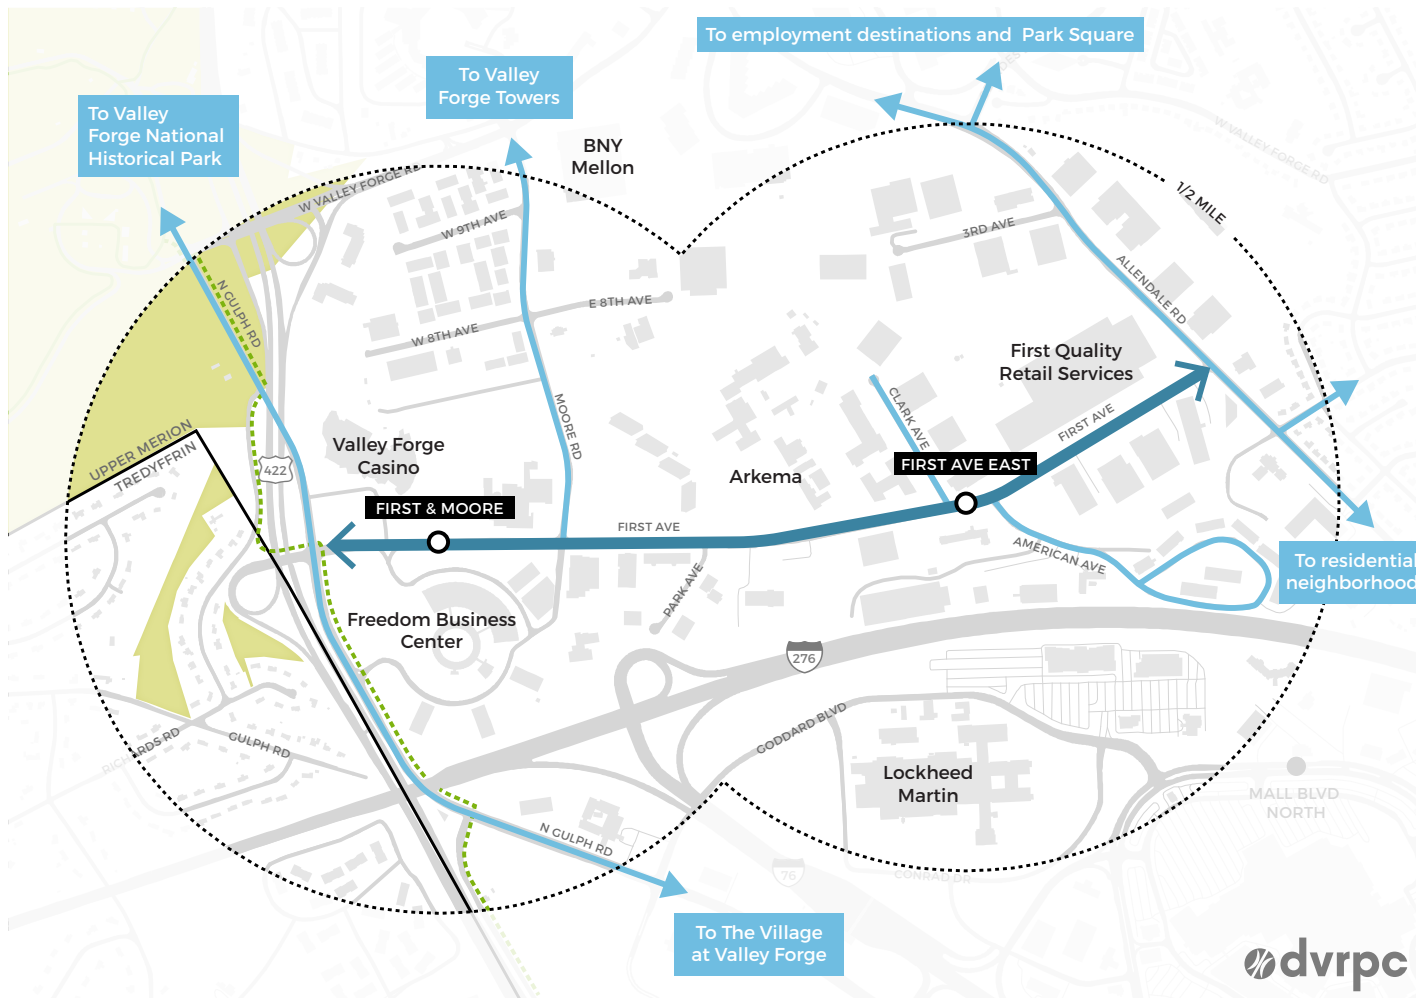 To employment destinations and Park Square
To Valley
Forge Towers
To Valley
Forge National
Historical Park
BNY
Mellon
W VALLEY FORGE RD
W VALLEY FORGE RD
1/2 MILE
W 9TH AVE
3RD AVE
N GULPH RD
E 8TH AVE
W 8TH AVE
ALLENDALE RD
First Quality
Retail Services
CLARK AVE
MOORE RD
FIRST AVE
UPPER MERION
TREDYFFRIN
Valley Forge
Casino
422
Arkema
FIRST AVE EAST
FIRST & MOORE
FIRST AVE
AMERICAN AVE
To residential
neighborhood
PARK AVE
Freedom Business
Center
276
GODDARD BLVD
RICHARDS RD
GULPH RD
Lockheed
Martin
MALL BLVD
NORTH
N GULPH RD
76
CONRAD DR
To The Village
at Valley Forge
dvrpc